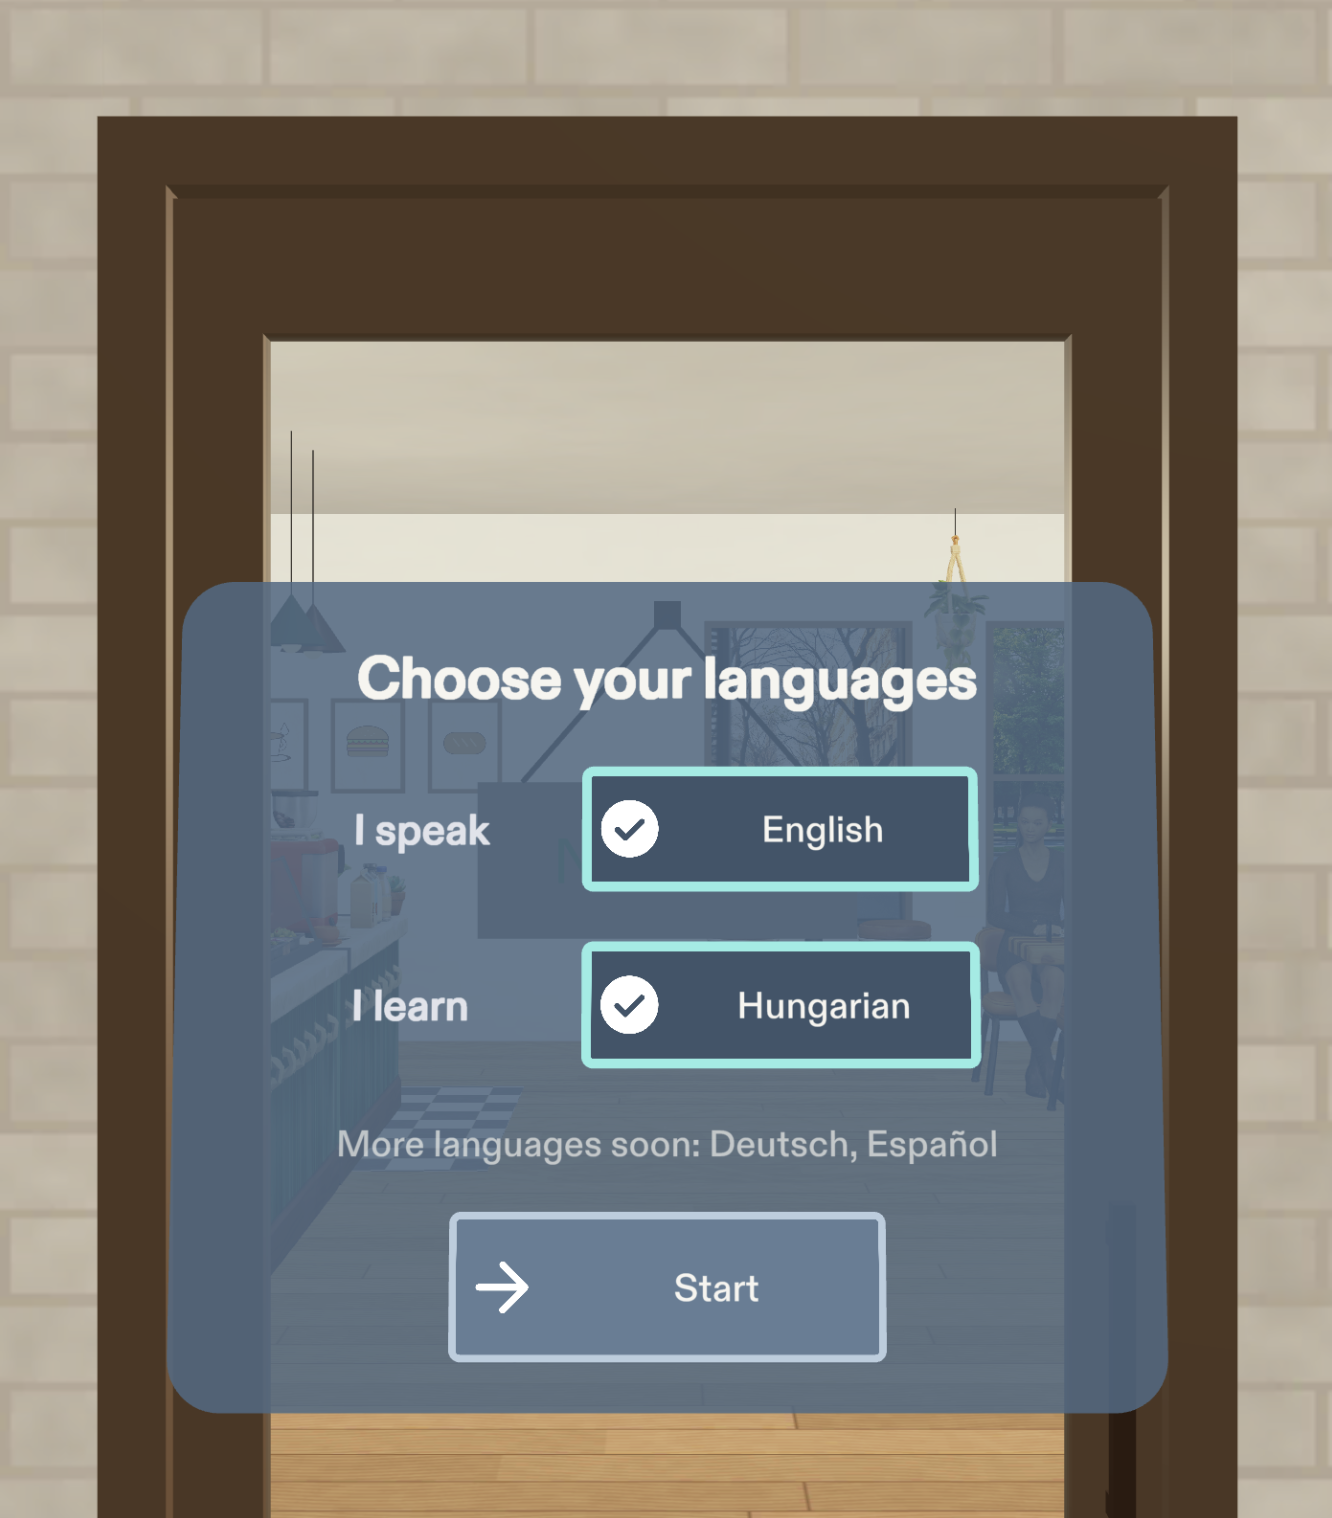 Choose your languages
I speak
English
I learn
Hungarian
More languages soon: Deutsch, Español
Start